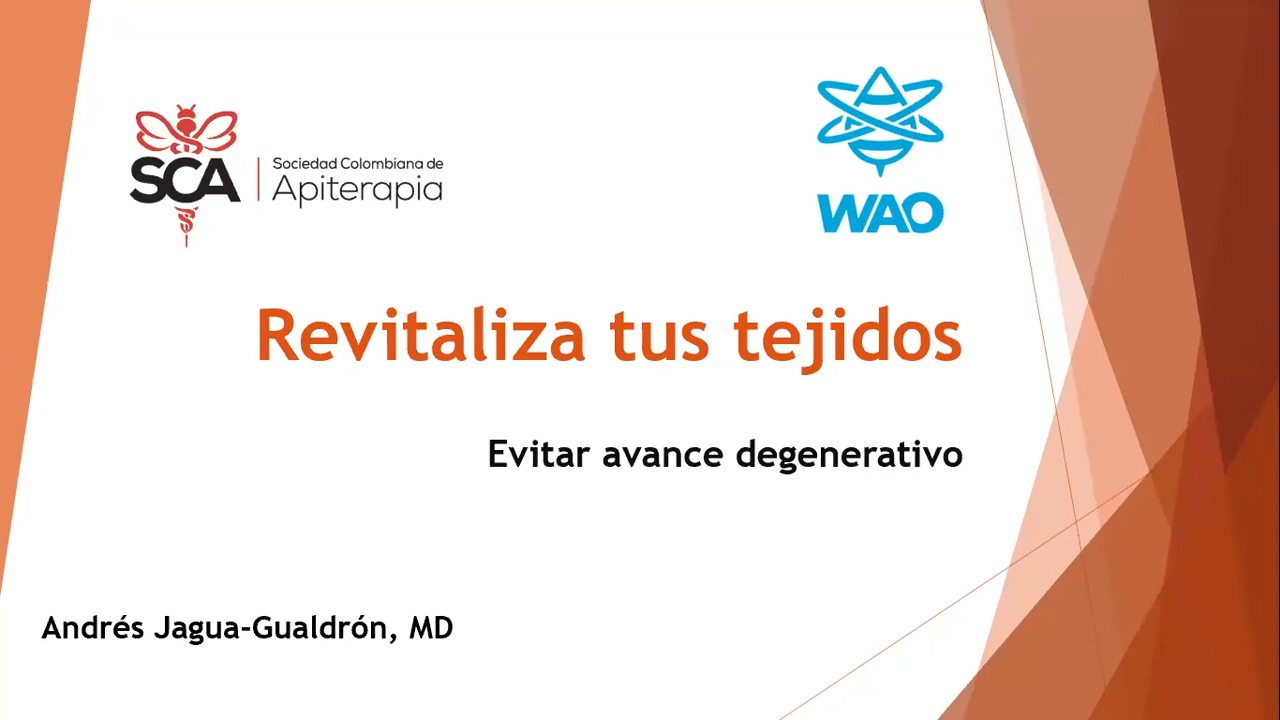 SCA
Sociedad Colombiana de
Apiterapia
WAO
Revitaliza tus tejidos
Evitar avance degenerativo
Andrés Jagua-Gualdrón, MD